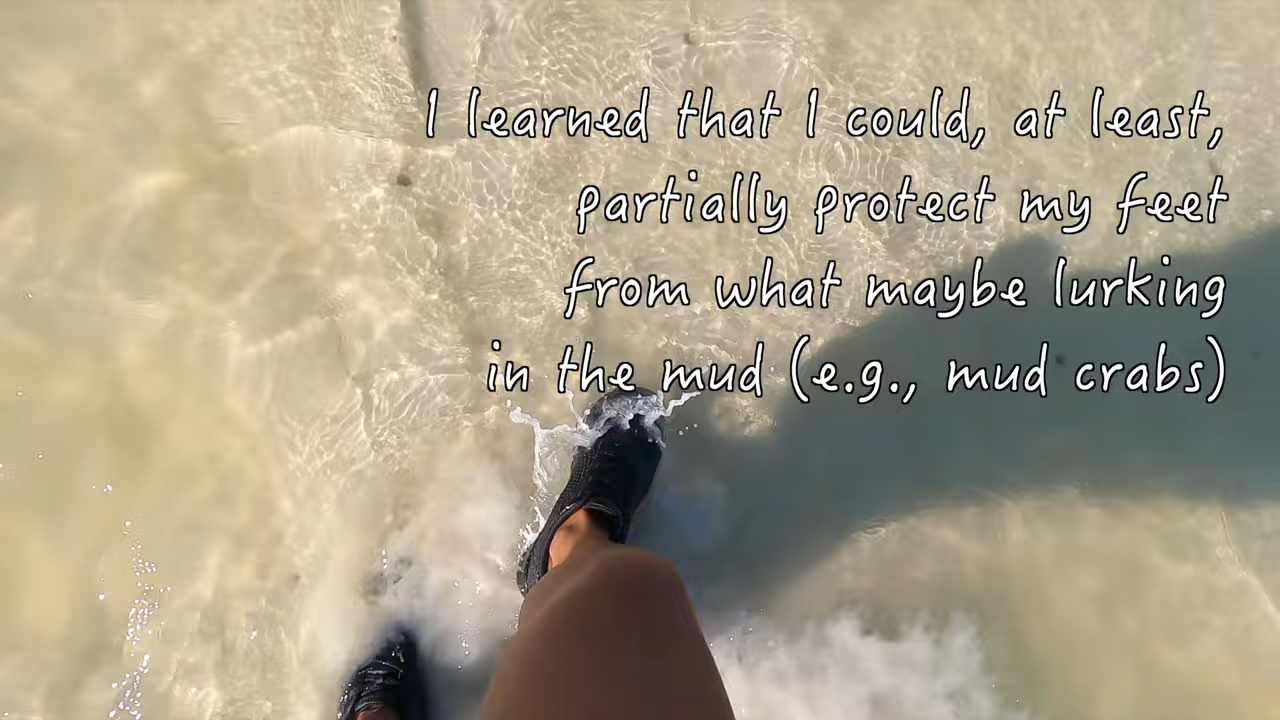 I learned that I could, at least,
partially protect my feet
from what maybe lurking
in the mud (e.g., mud crabs)